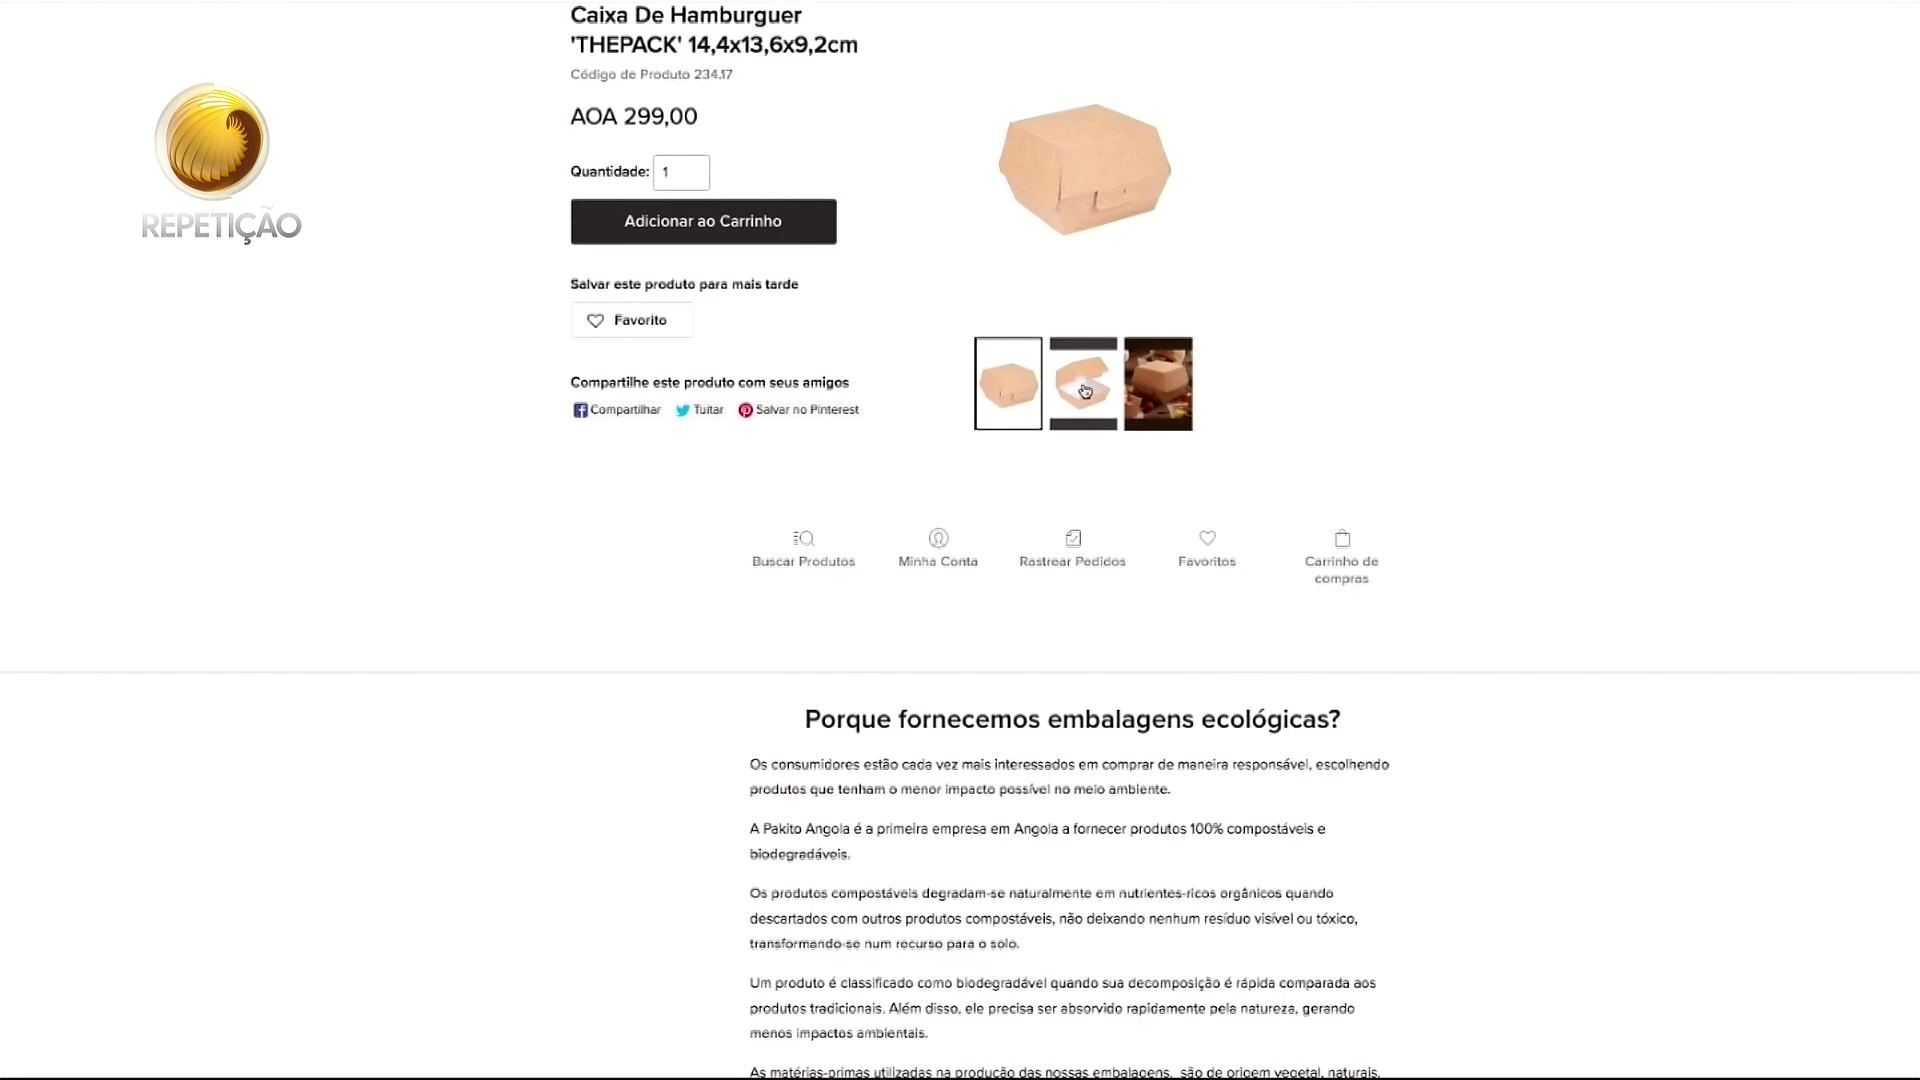 Caixa De Hamburguer
'THEPACK' 14,4x13,6x9,2cm
Código de Produto 234.17
AOA 299,00
Quantidade: 1
Adicionar ao Carrinho
REPETIÇÃO
Salvar este produto para mais tarde
Favorito
Compartilhe este produto com seus amigos
Compartilhar Tuitar Salvar no Pinterest
Buscar Produtos
Minha Conta
Rastrear Pedidos
Favoritos
Carrinho de
compras
Porque fornecemos embalagens ecológicas?
Os consumidores estão cada vez mais interessados em comprar de maneira responsável, escolhendo
produtos que tenham o menor impacto possível no meio ambiente.
A Pakito Angola é a primeira empresa em Angola a fornecer produtos 100% compostáveis e
biodegradáveis.
Os produtos compostáveis degradam-se naturalmente em nutrientes-ricos orgânicos quando
descartados com outros produtos compostáveis, não deixando nenhum resíduo visível ou tóxico,
transformando-se num recurso para o solo.
Um produto é classificado como biodegradável quando sua decomposição é rápida comparada aos
produtos tradicionais. Além disso, ele precisa ser absorvido rapidamente pela natureza, gerando
menos impactos ambientais.
As matérias-primas utilizadas na produção das nossas embalagens, são de origem vegetal, naturais,